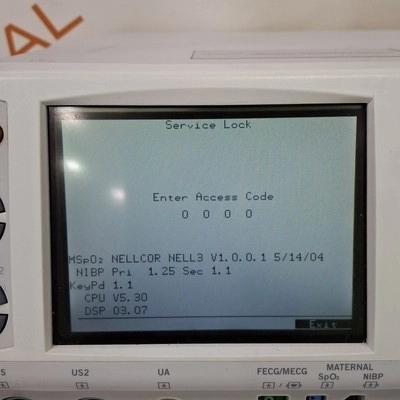 AL
Service Lock
Enter Access Code
0 0 0 0
MSpO₂ NELLCOR NELL3 V1.0.0.1 5/14/04
NIBP Pri 1.25 Sec 1.1
KeyPd 1.1
CPU V5.30
DSP 03.07
Exit
US2
UA
FECG/MECG
MATERNAL
SpO₂
NIBP